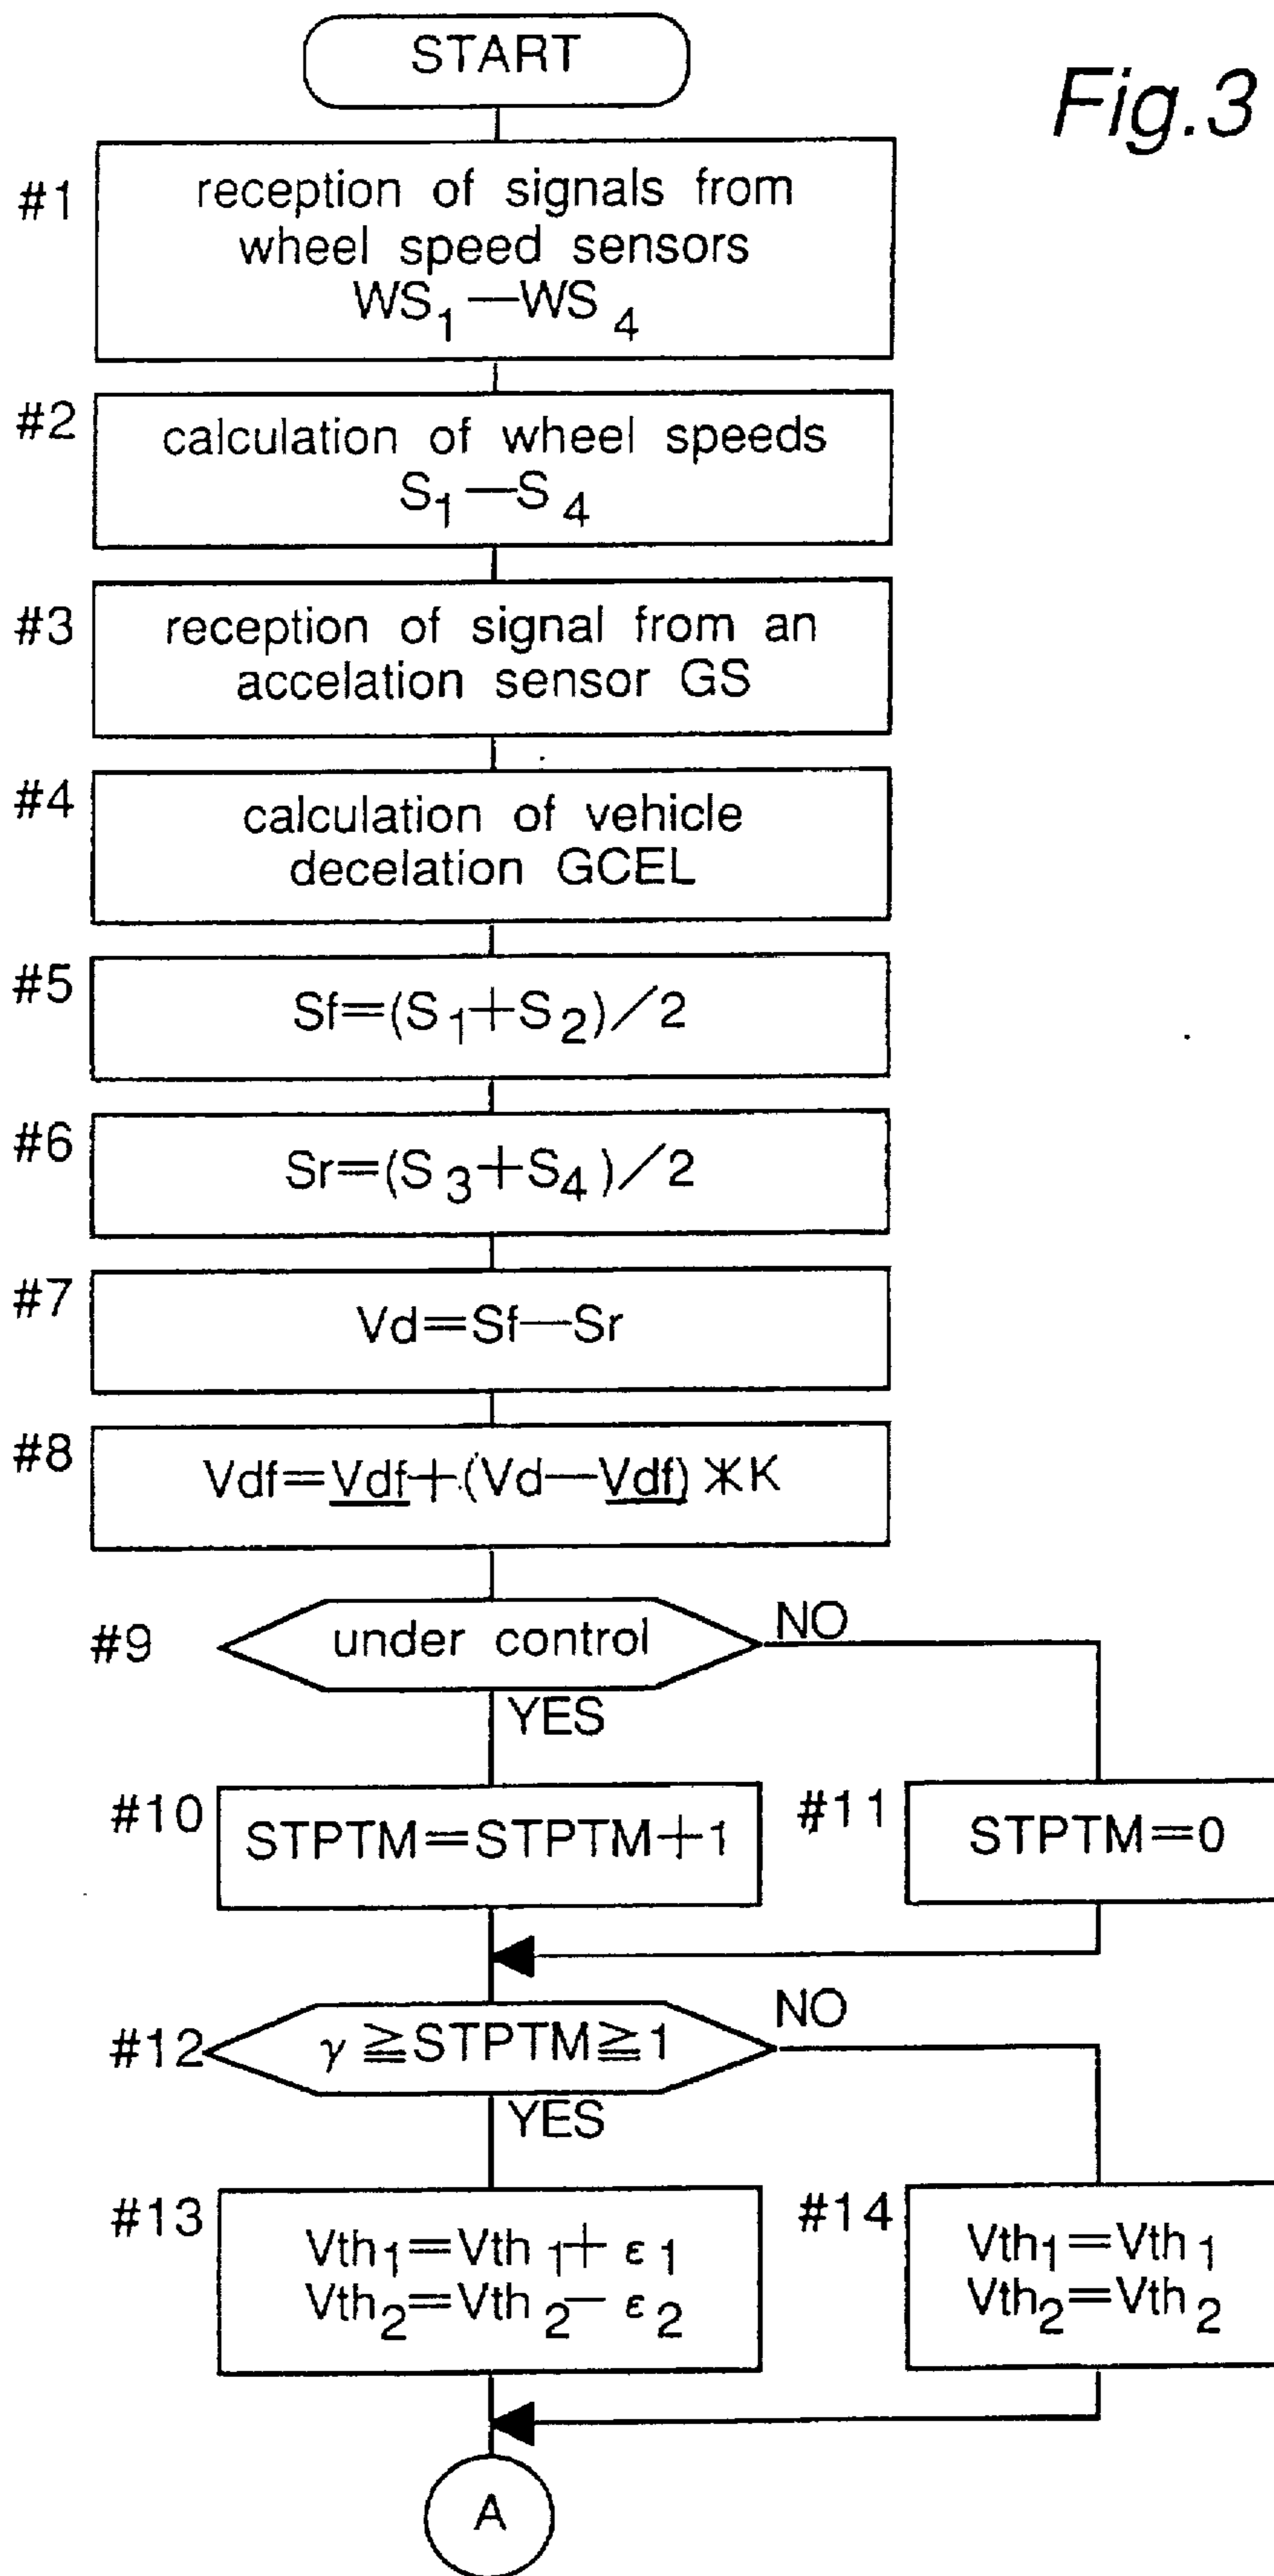 START
Fig.3
#1
reception of signals from
wheel speed sensors
WS₁—WS₄
#2
calculation of wheel speeds
S₁—S₄
#3
reception of signal from an
accelation sensor GS
#4
calculation of vehicle
decelation GCEL
#5
Sf=(S₁+S₂)/2
#6
Sr=(S₃+S₄)/2
#7
Vd=Sf—Sr
#8
Vdf=Vdf+(Vd—Vdf)*K
#9
under control
NO
YES
#10
STPTM=STPTM+1
#11
STPTM=0
#12
γ≧STPTM≧1
NO
YES
#13
Vth₁=Vth₁+ε₁
Vth₂=Vth₂-ε₂
#14
Vth₁=Vth₁
Vth₂=Vth₂
A